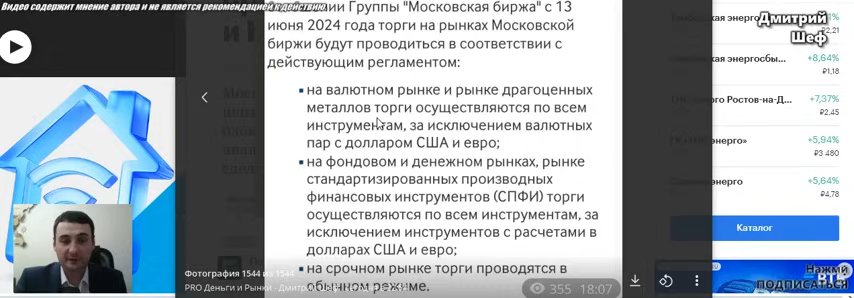 Видео содержит мнение автора и не является рекомендацией к действию
Группы "Московская биржа" с 13
июня 2024 года торги на рынках Московской
биржи будут проводиться в соответствии с
действующим регламентом:
на валютном рынке и рынке драгоценных
металлов торги осуществляются по всем
инструментам, за исключением валютных
пар с долларом США и евро;
на фондовом и денежном рынках, рынке
стандартизированных производных
финансовых инструментов (СПФИ) торги
осуществляются по всем инструментам, за
исключением инструментов с расчетами в
долларах США и евро;
на срочном рынке торги проводятся в
обычном режиме.
Фотография 1544 из 1544
PRO Деньги и Рынки -
355 18:07
Дмитрий
Шеф
₽2,21
+8,64%
₽1,18
Ростов-на-Д...
+7,37%
₽2,45
+5,94%
₽3 480
+5,64%
₽4,78
Каталог
ВТБ
Нажми
ПОДПИСАТЬСЯ